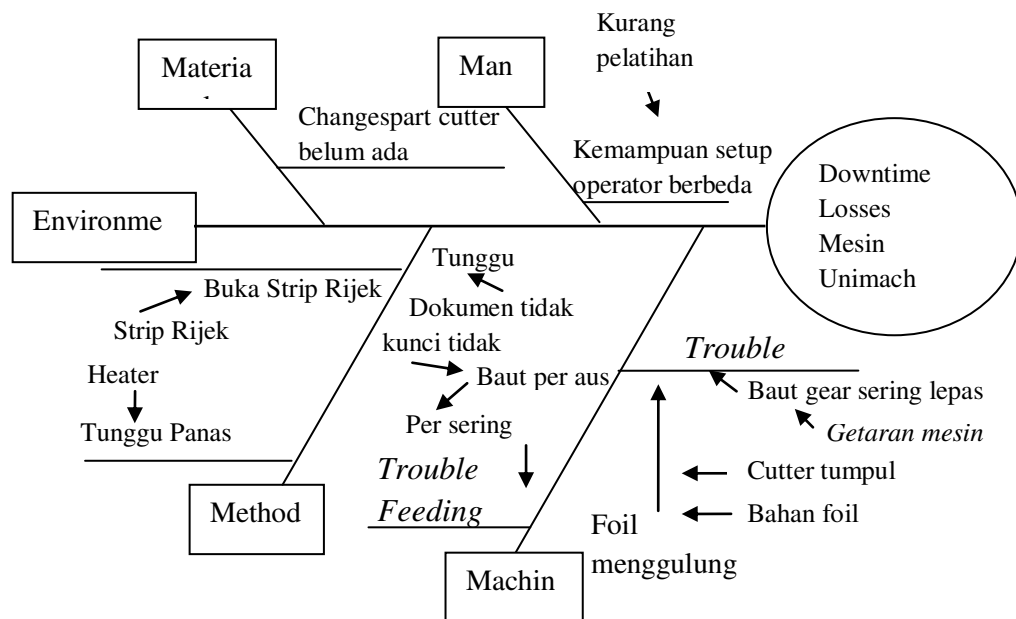 Kurang
pelatihan
Materia
Man
Changespart cutter
belum ada
Kemampuan setup
operator berbeda
Downtime
Losses
Mesin
Unimach
Environme
Tunggu
Buka Strip Rijek
Dokumen tidak
Strip Rijek
kunci tidak
Trouble
Heater
Baut per aus
Baut gear sering lepas
Per sering
Getaran mesin
Tunggu Panas
Trouble
Feeding
Cutter tumpul
Method
Bahan foil
Foil
menggulung
Machin